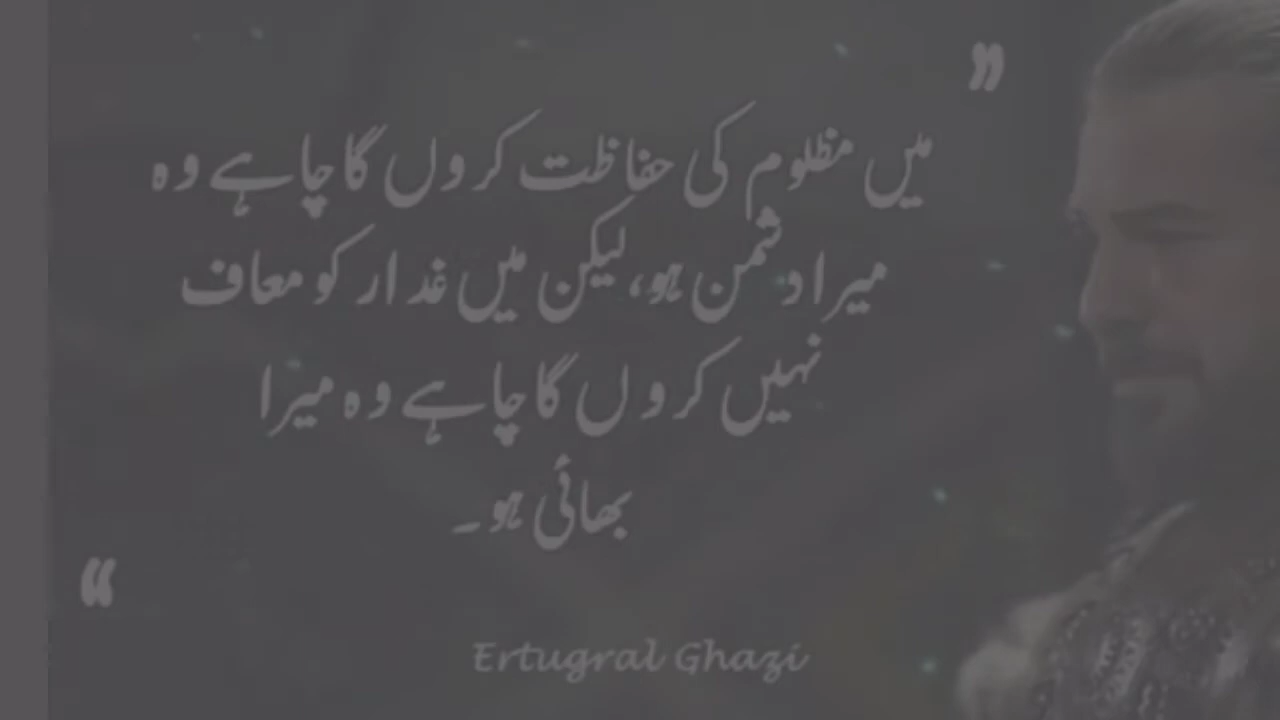 میں مظلوم کی حفاظت کروں گا چاہے وہ
میرا دشمن ہو، لیکن میں غدار کو معاف
نہیں کروں گا چاہے وہ میرا
بھائی ہو۔
Ertugral Ghazi